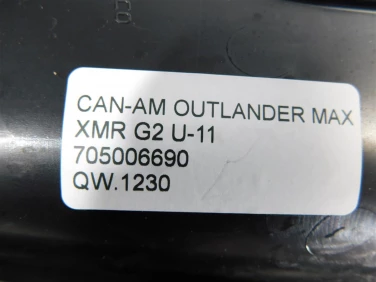 CAN-AM OUTLANDER MAX
XMR G2 U-11
705006690
QW.1230